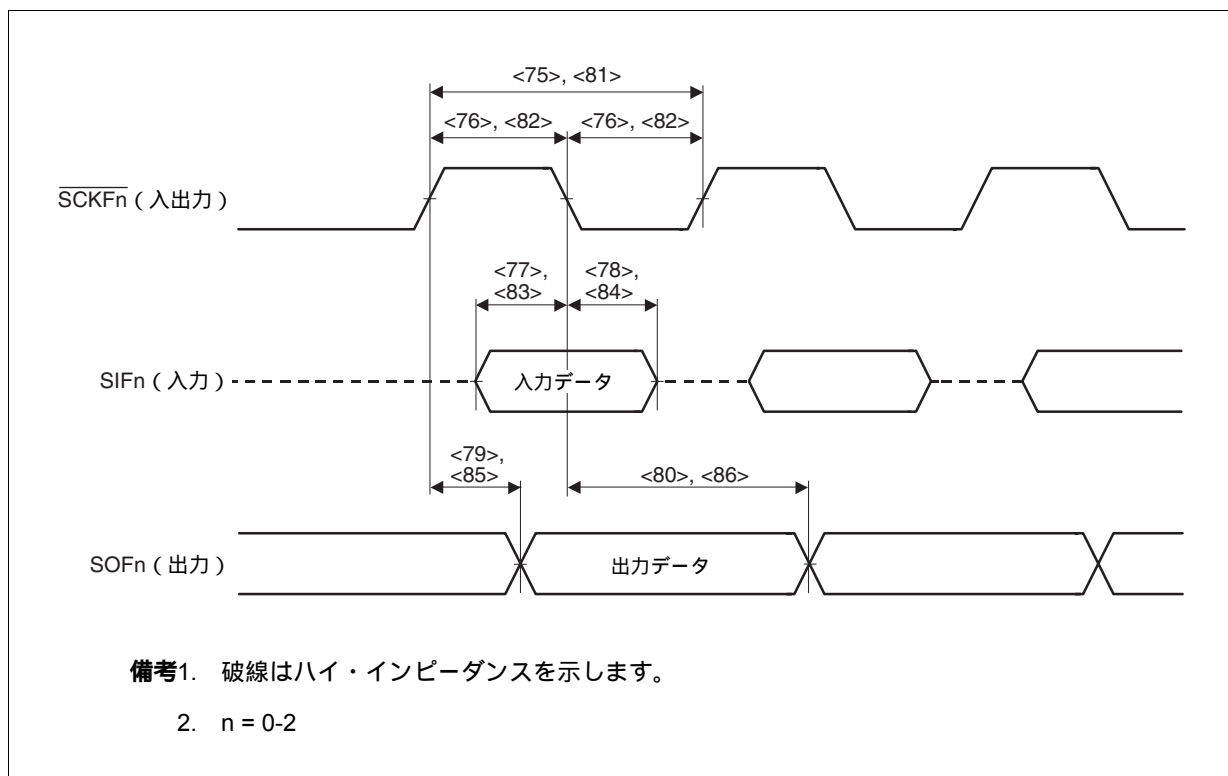 <75>, <81>
<76>, <82> <76>, <82>
SCKFn（入出力）
<77>, <78>,
<83> <84>
SIFn（入力） 入力データ
<79>,
<85> <80>, <86>
SOFn（出力） 出力データ
備考1. 破線はハイ・インピーダンスを示します。
2. n = 0-2